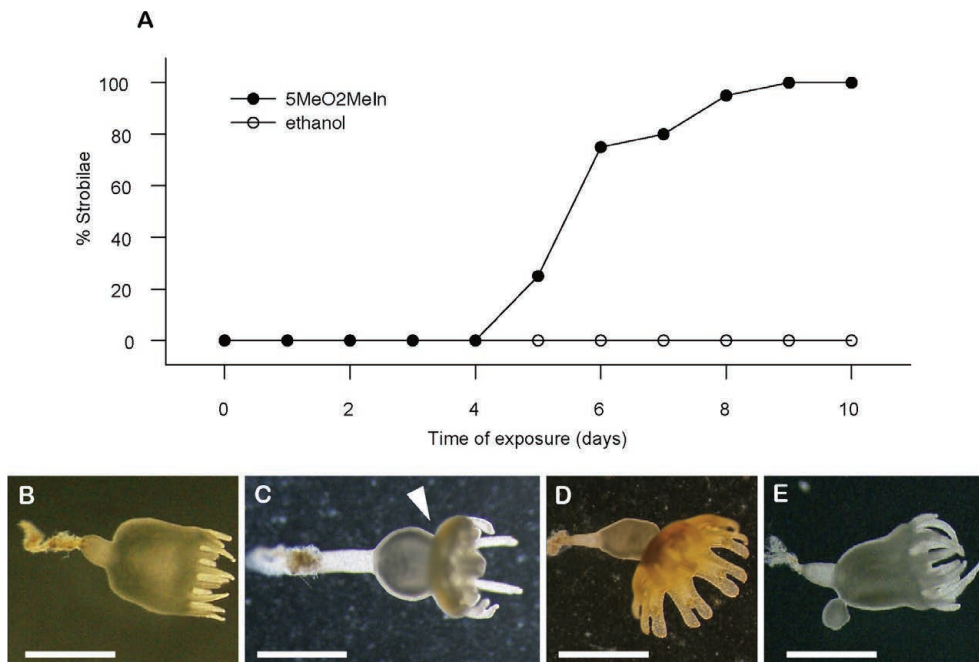 A
% Strobilae
100
80
60
40
20
0
5MeO2MeIn
ethanol
0 2 4 6 8 10
Time of exposure (days)
B C D E